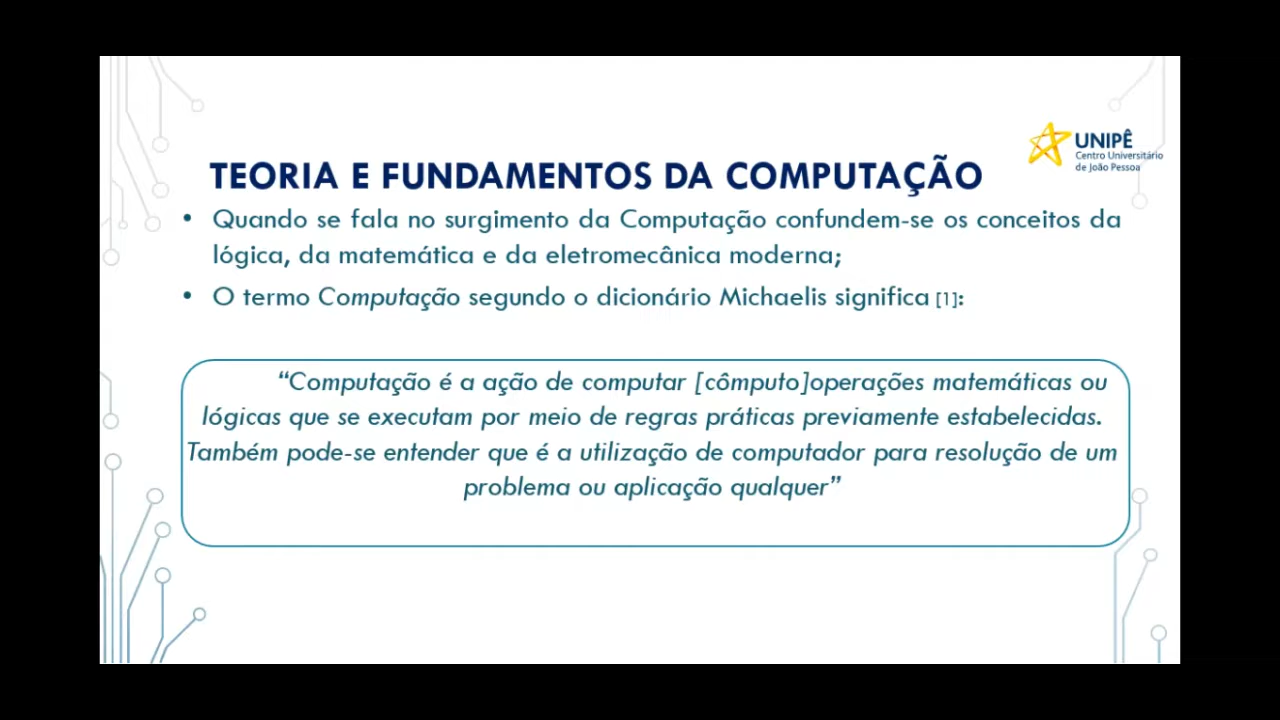 UNIPÊ
Centro Universitário
de João Pessoa
TEORIA E FUNDAMENTOS DA COMPUTAÇÃO
• Quando se fala no surgimento da Computação confundem-se os conceitos da
lógica, da matemática e da eletromecânica moderna;
• O termo Computação segundo o dicionário Michaelis significa [1]:
“Computação é a ação de computar [cômputo]operações matemáticas ou
lógicas que se executam por meio de regras práticas previamente estabelecidas.
Também pode-se entender que é a utilização de computador para resolução de um
problema ou aplicação qualquer”